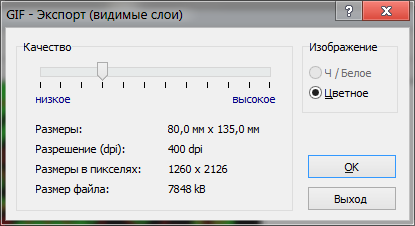 GIF - Экспорт (видимые слои)
Качество
низкое высокое
Размеры: 80,0 мм x 135,0 мм
Разрешение (dpi): 400 dpi
Размеры в пикселях: 1260 x 2126
Размер файла: 7848 kB
Изображение
Ч / Белое
Цветное
OK
Выход